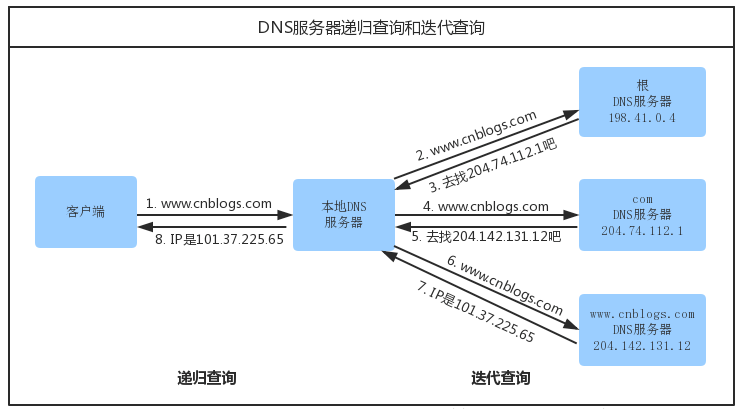 DNS服务器递归查询和迭代查询
根
DNS服务器
198.41.0.4
2. www.cnblogs.com
3. 去找204.74.112.1吧
客户端
1. www.cnblogs.com
8. IP是101.37.225.65
本地DNS
服务器
4. www.cnblogs.com
5. 去找204.142.131.12吧
com
DNS服务器
204.74.112.1
6. www.cnblogs.com
7. IP是101.37.225.65
www.cnblogs.com
DNS服务器
204.142.131.12
递归查询
迭代查询